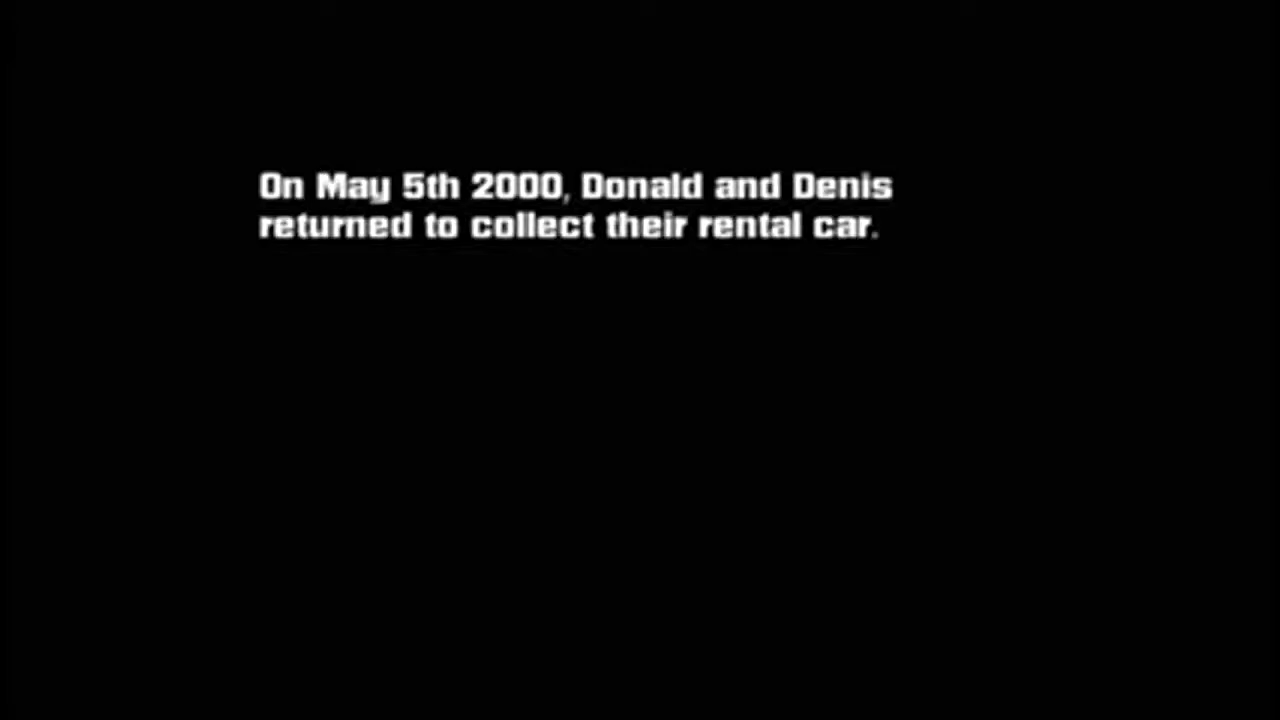 On May 5th 2000, Donald and Denis
returned to collect their rental car.